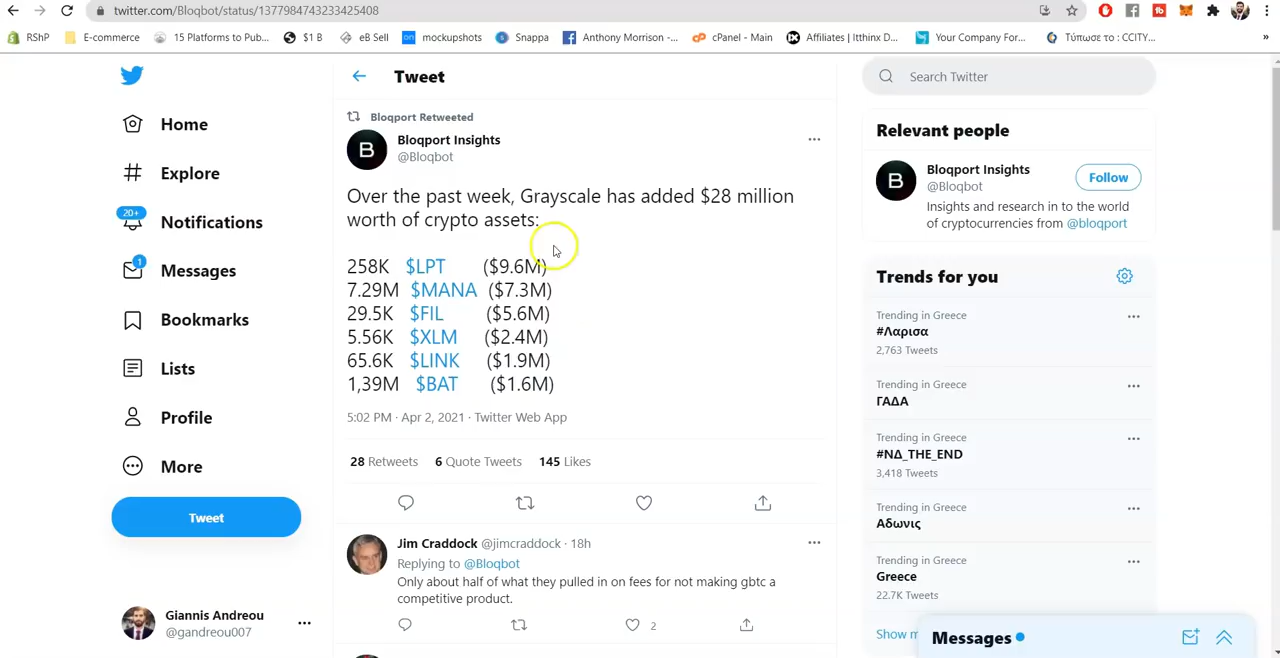 twitter.com/Bloqbot/status/1377984743233425408
RShP
E-commerce
15 Platforms to Pub...
$1 B
eB Sell
mockupshots
Snappa
Anthony Morrison -...
cPanel - Main
Affiliates | Itthinx D...
Your Company For...
Τύπωσε το : CCITY...
»
Home
Explore
20+
Notifications
1
Messages
Bookmarks
Lists
Profile
More
Tweet
Giannis Andreou
@gandreou007
Tweet
Bloqport Retweeted
B
Bloqport Insights
@Bloqbot
Over the past week, Grayscale has added $28 million
worth of crypto assets:
258K $LPT ($9.6M)
7.29M $MANA ($7.3M)
29.5K $FIL ($5.6M)
5.56K $XLM ($2.4M)
65.6K $LINK ($1.9M)
1,39M $BAT ($1.6M)
5:02 PM · Apr 2, 2021 · Twitter Web App
28 Retweets 6 Quote Tweets 145 Likes
Jim Craddock @jimcraddock · 18h
Replying to @Bloqbot
Only about half of what they pulled in on fees for not making gbtc a
competitive product.
2
Search Twitter
Relevant people
B
Bloqport Insights
@Bloqbot
Follow
Insights and research in to the world
of cryptocurrencies from @bloqport
Trends for you
Trending in Greece
#Λαρισα
2,763 Tweets
Trending in Greece
ΓΑΔΑ
Trending in Greece
#ΝΔ_THE_END
3,418 Tweets
Trending in Greece
Αδωνις
Trending in Greece
Greece
22.7K Tweets
Show m
Messages